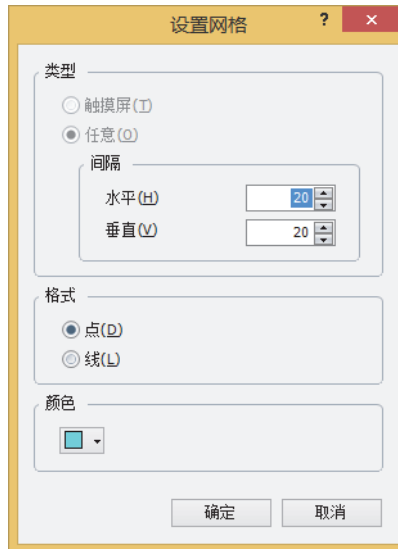 设置网格 ? ×
类型
触摸屏(T)
任意(O)
间隔
水平(H) 20
垂直(V) 20
格式
点(D)
线(L)
颜色
确定 取消